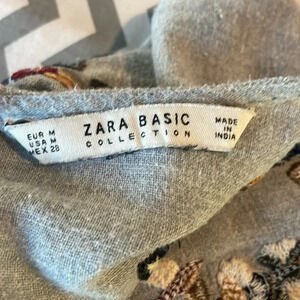 EUR M
USA M
MEX 28
ZARA BASIC
COLLECTION
MADE
IN
INDIA